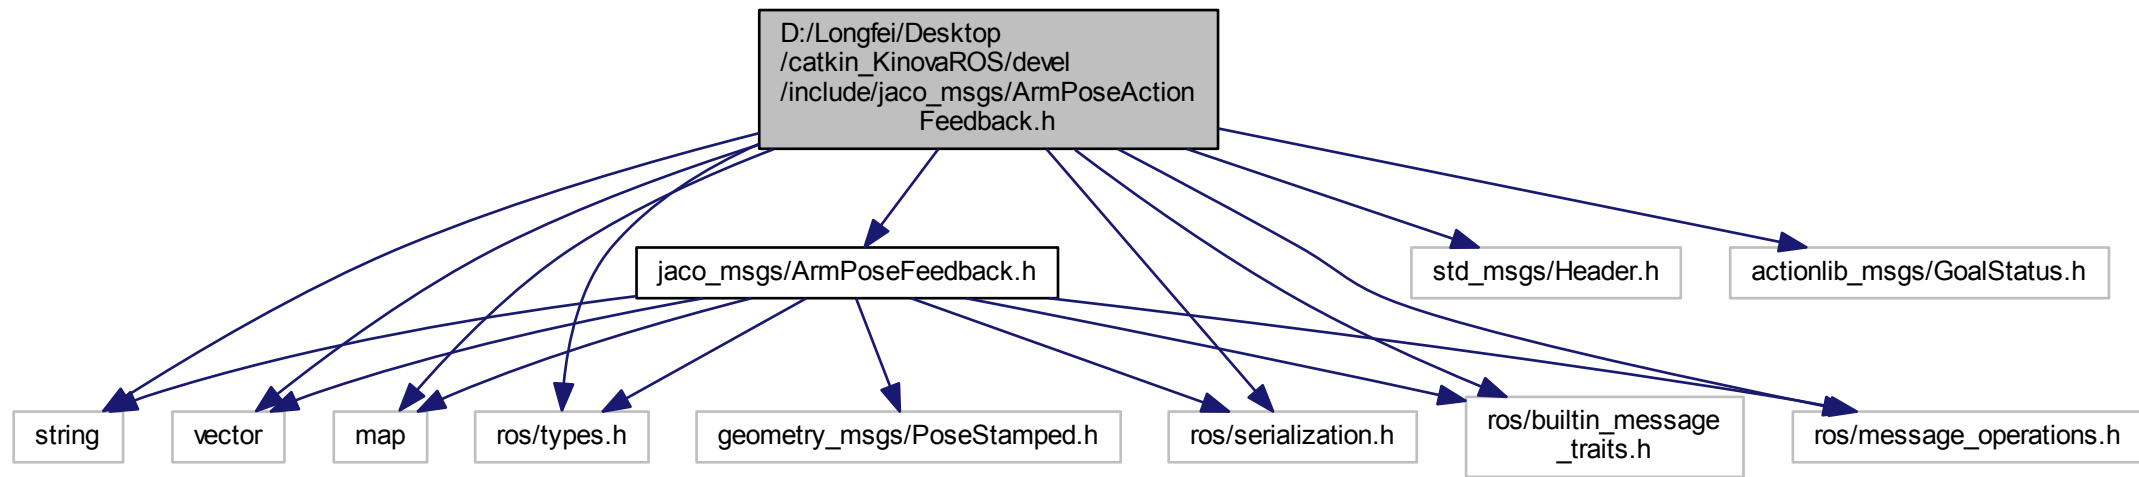 D:/Longfei/Desktop
/catkin_KinovaROS/devel
/include/jaco_msgs/ArmPoseAction
Feedback.h
jaco_msgs/ArmPoseFeedback.h
std_msgs/Header.h
actionlib_msgs/GoalStatus.h
string
vector
map
ros/types.h
geometry_msgs/PoseStamped.h
ros/serialization.h
ros/builtin_message
_traits.h
ros/message_operations.h